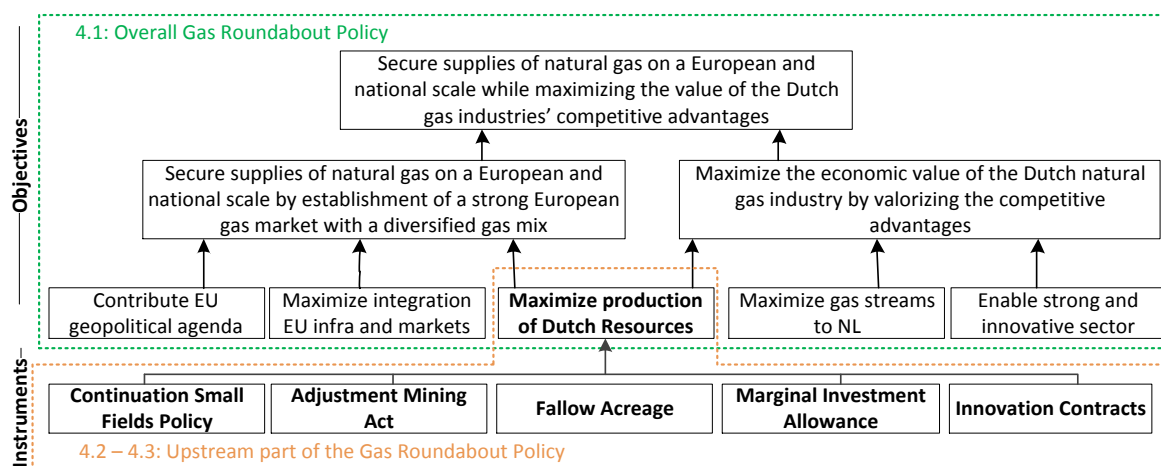 4.1: Overall Gas Roundabout Policy
Secure supplies of natural gas on a European and
national scale while maximizing the value of the Dutch
gas industries' competitive advantages
Objectives
Secure supplies of natural gas on a European and
national scale by establishment of a strong European
gas market with a diversified gas mix
Maximize the economic value of the Dutch natural
gas industry by valorizing the competitive
advantages
Contribute EU
geopolitical agenda
Maximize integration
EU infra and markets
Maximize production
of Dutch Resources
Maximize gas streams
to NL
Enable strong and
innovative sector
Instruments
Continuation Small
Fields Policy
Adjustment Mining
Act
Fallow Acreage
Marginal Investment
Allowance
Innovation Contracts
4.2 – 4.3: Upstream part of the Gas Roundabout Policy